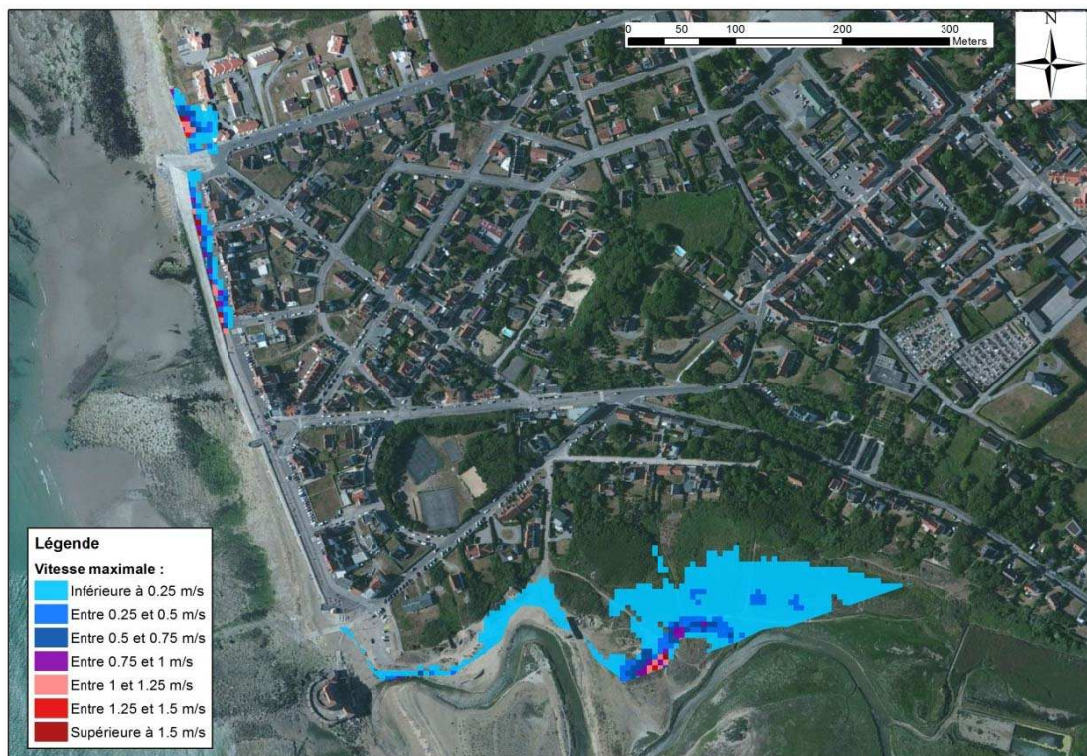 N
0 50 100 200 300
Meters
Légende
Vitesse maximale :
Inférieure à 0.25 m/s
Entre 0.25 et 0.5 m/s
Entre 0.5 et 0.75 m/s
Entre 0.75 et 1 m/s
Entre 1 et 1.25 m/s
Entre 1.25 et 1.5 m/s
Supérieure à 1.5 m/s